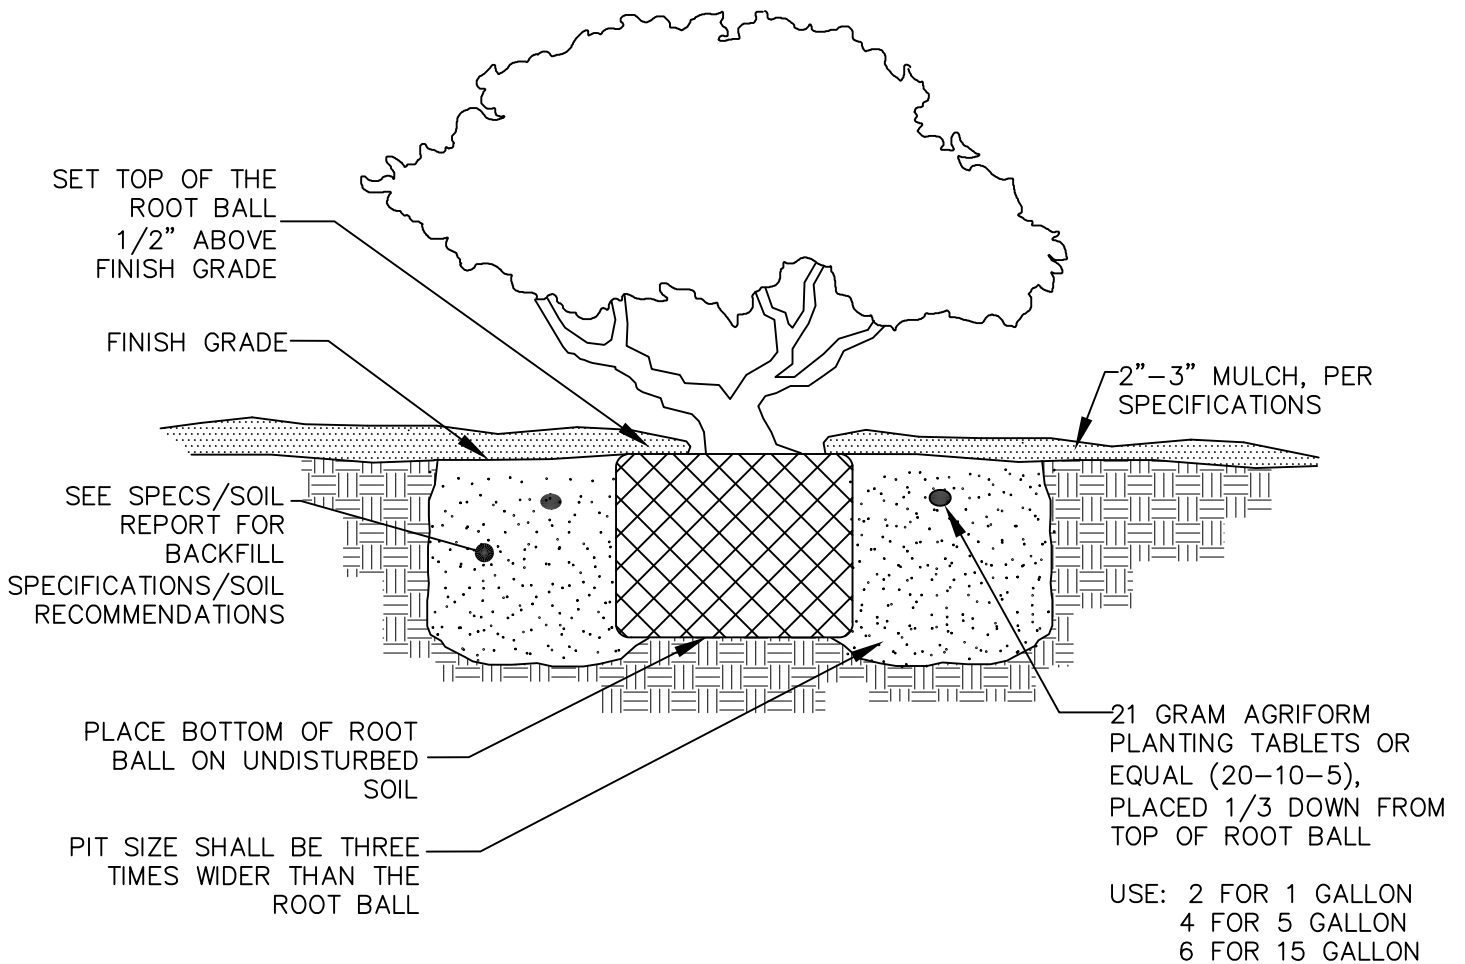 SET TOP OF THE
ROOT BALL
1/2” ABOVE
FINISH GRADE
FINISH GRADE
SEE SPECS/SOIL
REPORT FOR
BACKFILL
SPECIFICATIONS/SOIL
RECOMMENDATIONS
PLACE BOTTOM OF ROOT
BALL ON UNDISTURBED
SOIL
PIT SIZE SHALL BE THREE
TIMES WIDER THAN THE
ROOT BALL
2”-3” MULCH, PER
SPECIFICATIONS
21 GRAM AGRIFORM
PLANTING TABLETS OR
EQUAL (20-10-5),
PLACED 1/3 DOWN FROM
TOP OF ROOT BALL
USE: 2 FOR 1 GALLON
4 FOR 5 GALLON
6 FOR 15 GALLON